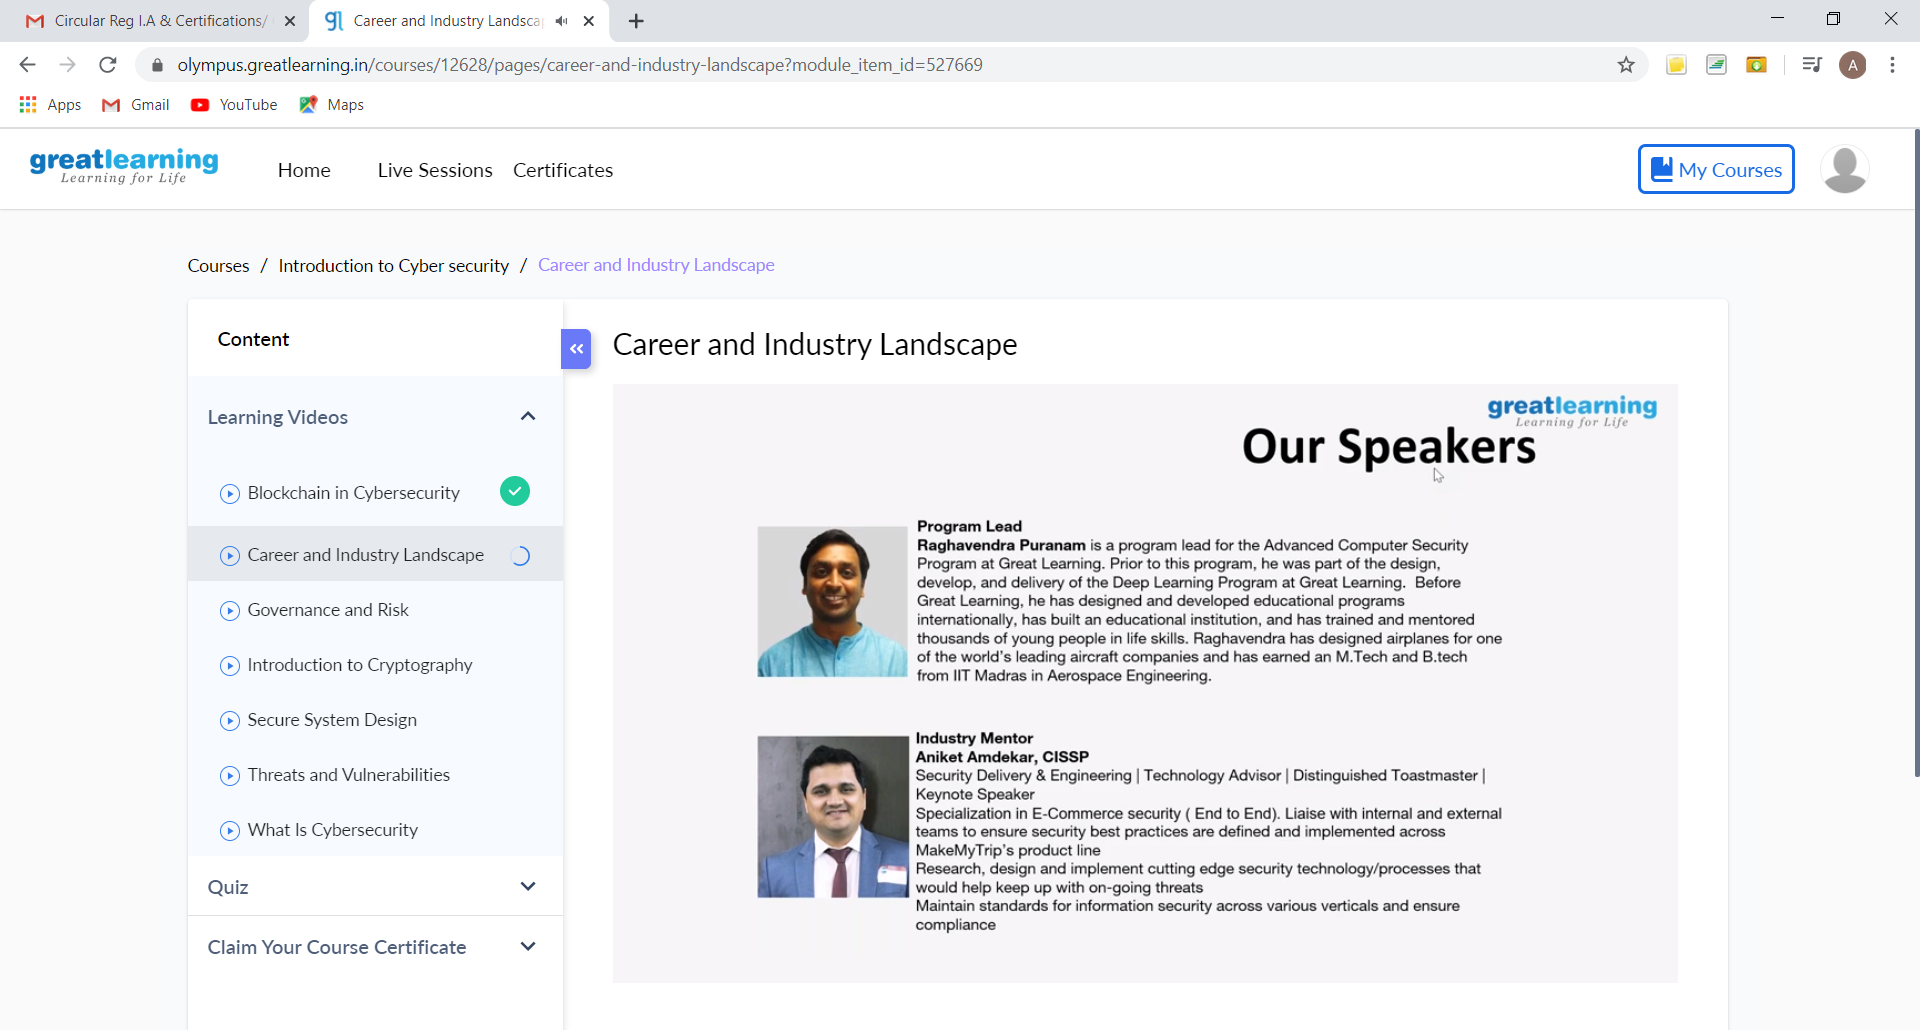 Circular Reg I.A & Certifications/
Career and Industry Landscap
olympus.greatlearning.in/courses/12628/pages/career-and-industry-landscape?module_item_id=527669
A
Apps Gmail YouTube Maps
greatlearning
Learning for Life
Home Live Sessions Certificates
My Courses
Courses / Introduction to Cyber security / Career and Industry Landscape
Content
Learning Videos
Blockchain in Cybersecurity
Career and Industry Landscape
Governance and Risk
Introduction to Cryptography
Secure System Design
Threats and Vulnerabilities
What Is Cybersecurity
Quiz
Claim Your Course Certificate
Career and Industry Landscape
greatlearning
Learning for Life
Our Speakers
Program Lead
Raghavendra Puranam is a program lead for the Advanced Computer Security
Program at Great Learning. Prior to this program, he was part of the design,
develop, and delivery of the Deep Learning Program at Great Learning. Before
Great Learning, he has designed and developed educational programs
internationally, has built an educational institution, and has trained and mentored
thousands of young people in life skills. Raghavendra has designed airplanes for one
of the world's leading aircraft companies and has earned an M.Tech and B.tech
from IIT Madras in Aerospace Engineering.
Industry Mentor
Aniket Amdekar, CISSP
Security Delivery & Engineering | Technology Advisor | Distinguished Toastmaster |
Keynote Speaker
Specialization in E-Commerce security ( End to End). Liaise with internal and external
teams to ensure security best practices are defined and implemented across
MakeMyTrip's product line
Research, design and implement cutting edge security technology/processes that
would help keep up with on-going threats
Maintain standards for information security across various verticals and ensure
compliance